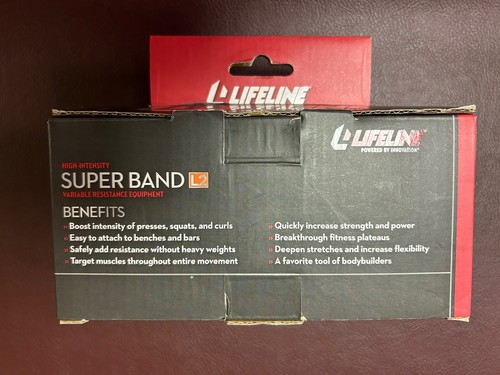 LIFELINE
LIFELINE
POWERED BY INNOVATION
HIGH-INTENSITY
SUPER BAND L2
VARIABLE RESISTANCE EQUIPMENT
BENEFITS
» Boost intensity of presses, squats, and curls
» Easy to attach to benches and bars
» Safely add resistance without heavy weights
» Target muscles throughout entire movement
» Quickly increase strength and power
» Breakthrough fitness plateaus
» Deepen stretches and increase flexibility
» A favorite tool of bodybuilders